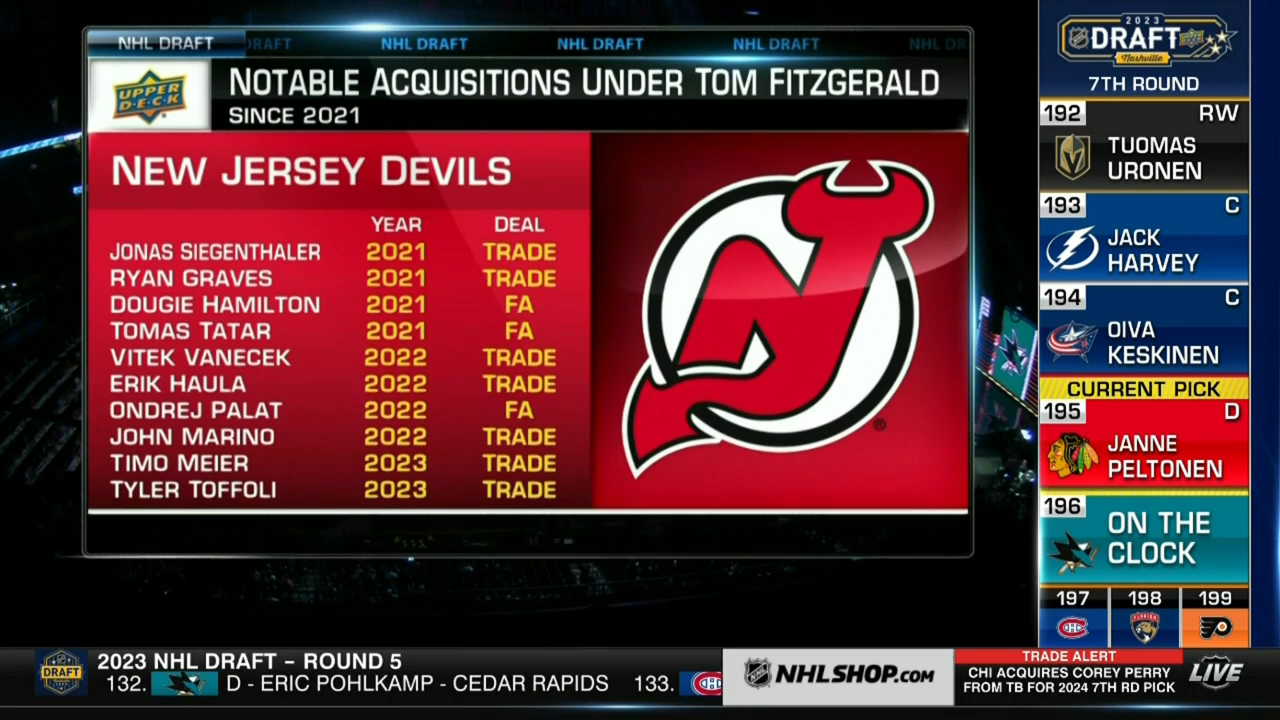 NHL DRAFT
DRAFT
NHL DRAFT
NHL DRAFT
NHL DRAFT
NHL DR
UPPER
D·E·C·K
NOTABLE ACQUISITIONS UNDER TOM FITZGERALD
SINCE 2021
NEW JERSEY DEVILS
YEAR DEAL
JONAS SIEGENTHALER 2021 TRADE
RYAN GRAVES 2021 TRADE
DOUGIE HAMILTON 2021 FA
TOMAS TATAR 2021 FA
VITEK VANECEK 2022 TRADE
ERIK HAULA 2022 TRADE
ONDREJ PALAT 2022 FA
JOHN MARINO 2022 TRADE
TIMO MEIER 2023 TRADE
TYLER TOFFOLI 2023 TRADE
®
2023
DRAFT
Nashville
7TH ROUND
192 RW
TUOMAS
URONEN
193 C
JACK
HARVEY
194 C
OIVA
KESKINEN
CURRENT PICK
195 D
JANNE
PELTONEN
196
ON THE
CLOCK
197 198 199
DRAFT
2023 NHL DRAFT – ROUND 5
132. D - ERIC POHLKAMP - CEDAR RAPIDS 133.
NHL
NHLSHOP.COM
TRADE ALERT
CHI ACQUIRES COREY PERRY
FROM TB FOR 2024 7TH RD PICK
LIVE